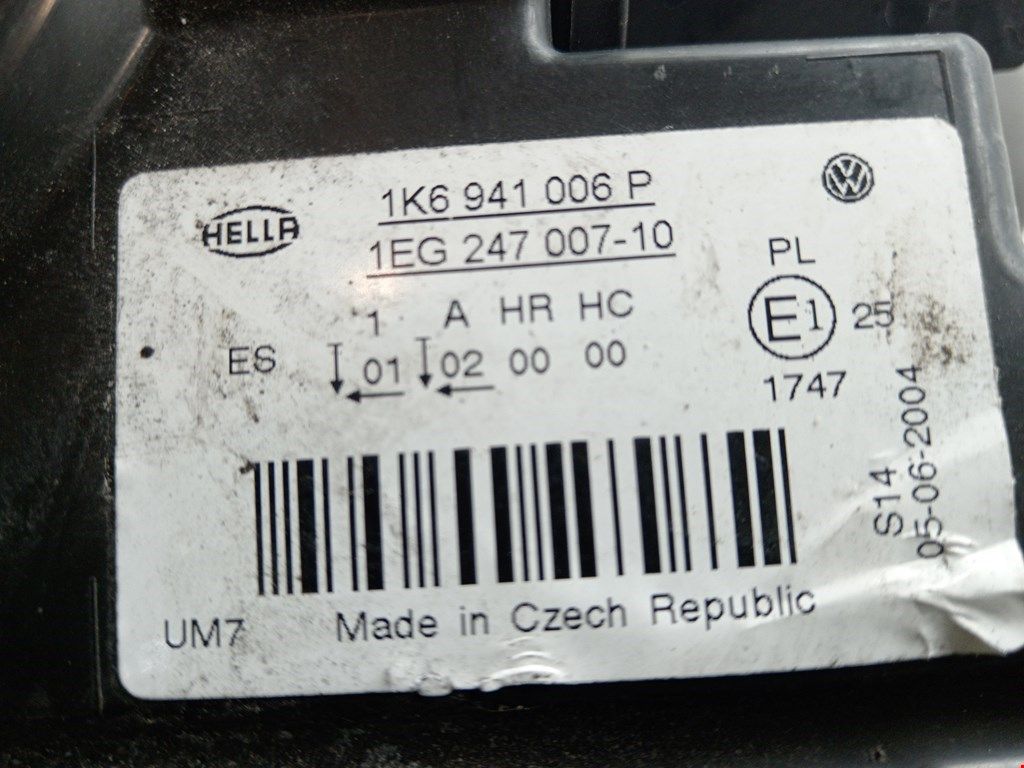 HELLA
1K6 941 006 P
1EG 247 007-10
1 A HR HC
ES 01 02 00 00
PL
E1 25
1747
S14
05-06-2004
UM7 Made in Czech Republic